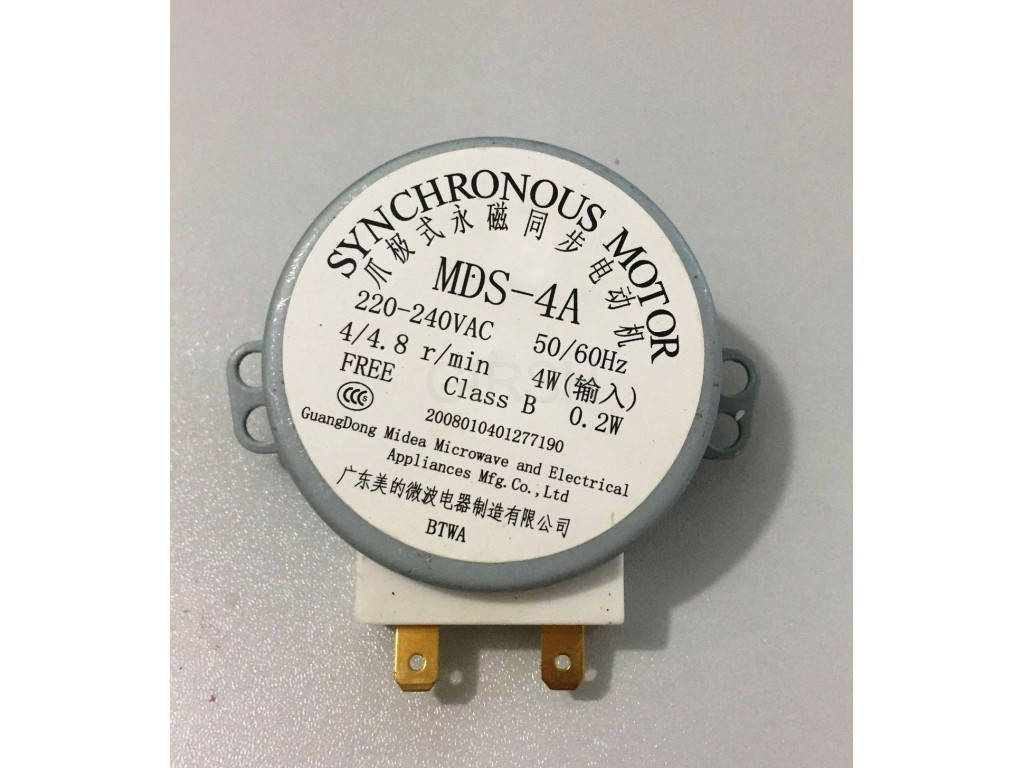 SYNCHRONOUS MOTOR
爪极式永磁同步电动机
MDS-4A
220-240VAC 50/60Hz
4/4.8 r/min 4W(输入)
FREE Class B 0.2W
CCC S
2008010401277190
GuangDong Midea Microwave and Electrical
Appliances Mfg.Co.,Ltd
广东美的微波电器制造有限公司
BTWA